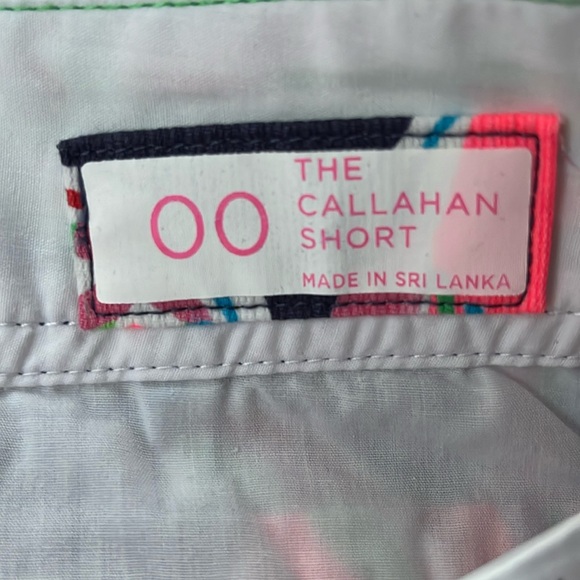 00
THE
CALLAHAN
SHORT
MADE IN SRI LANKA